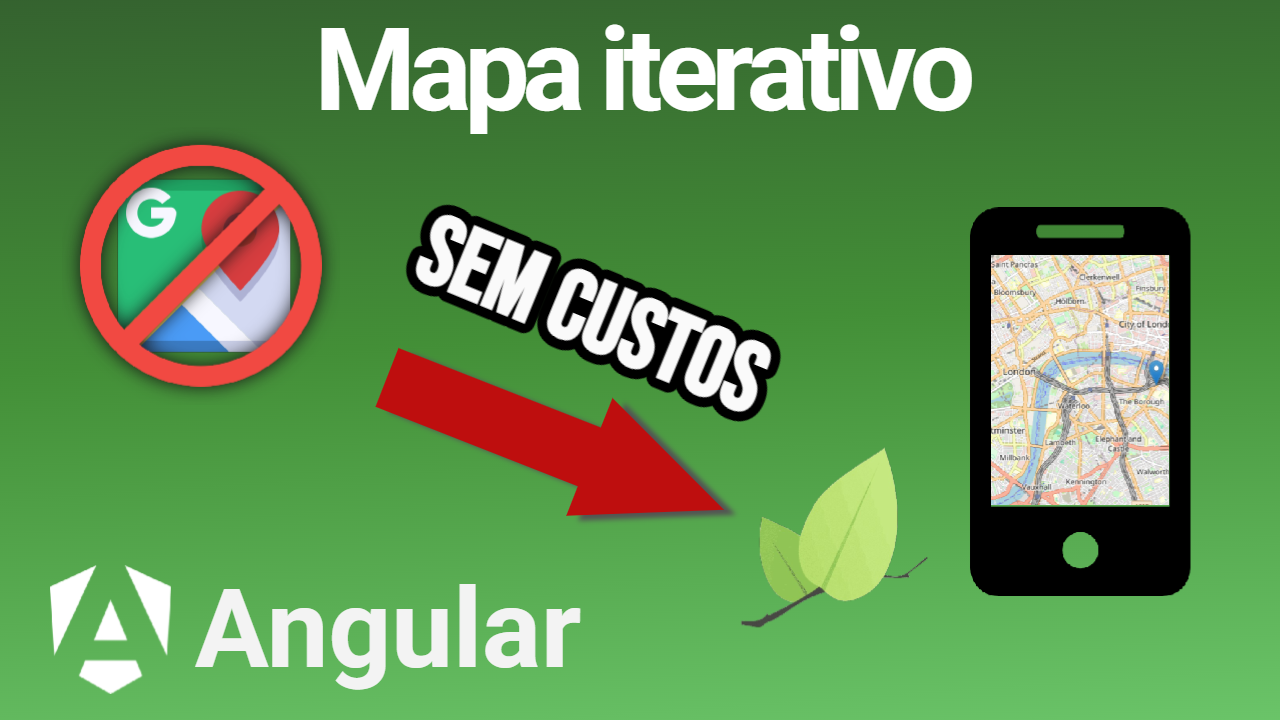 Mapa iterativo
G
SEM CUSTOS
Saint Pancras
Clerkenwell
Bloomsbury
Finsbury
Holborn
City of Lond
London
Waterloo
The Borough
tminster
Lambeth
Elephant and
Castle
Millbank
Walworth
Vauxhall
Kennington
Angular